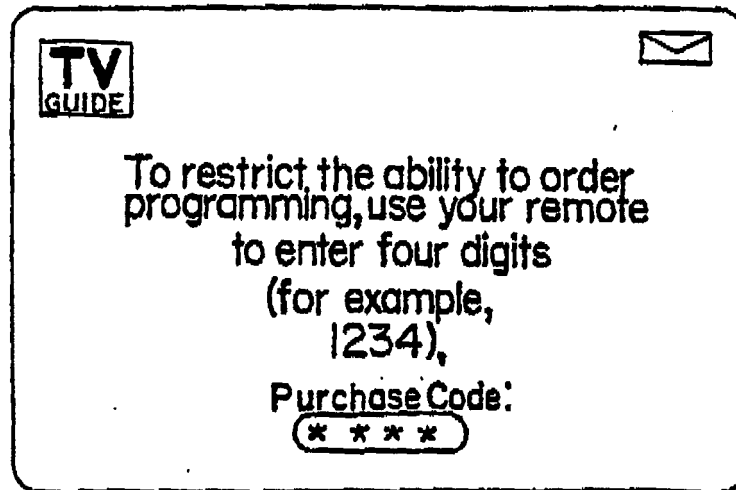 TV
GUIDE
To restrict the ability to order
programming, use your remote
to enter four digits
(for example,
1234),
Purchase Code:
* * * *